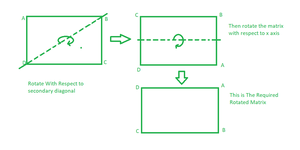 A
B
D
C
Rotate With Respect to
secondary diagonal
C
B
D
A
Then rotate the matrix
with respect to x axis
D
A
C
B
This is The Required
Rotated Matrix